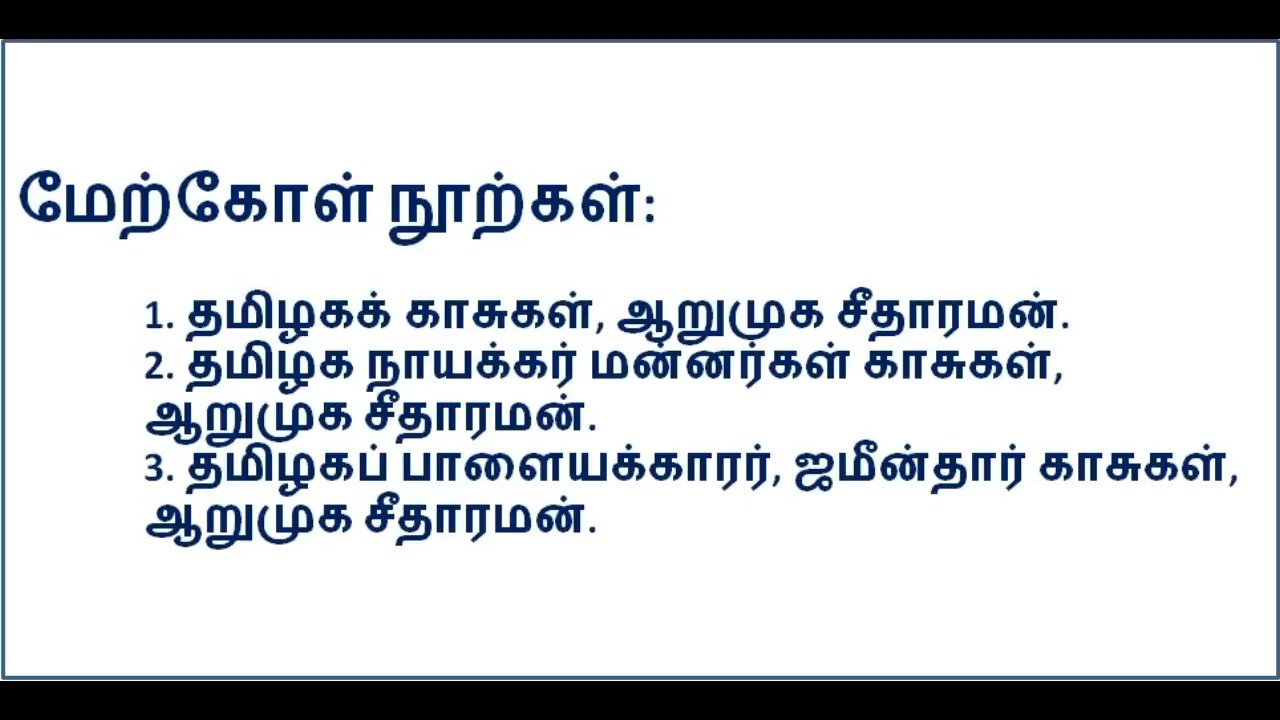 மேற்கோள் நூற்கள்:
1. தமிழகக் காசுகள், ஆறுமுக சீதாரமன்.
2. தமிழக நாயக்கர் மன்னர்கள் காசுகள்,
ஆறுமுக சீதாரமன்.
3. தமிழகப் பாளையக்காரர், ஜமீன்தார் காசுகள்,
ஆறுமுக சீதாரமன்.